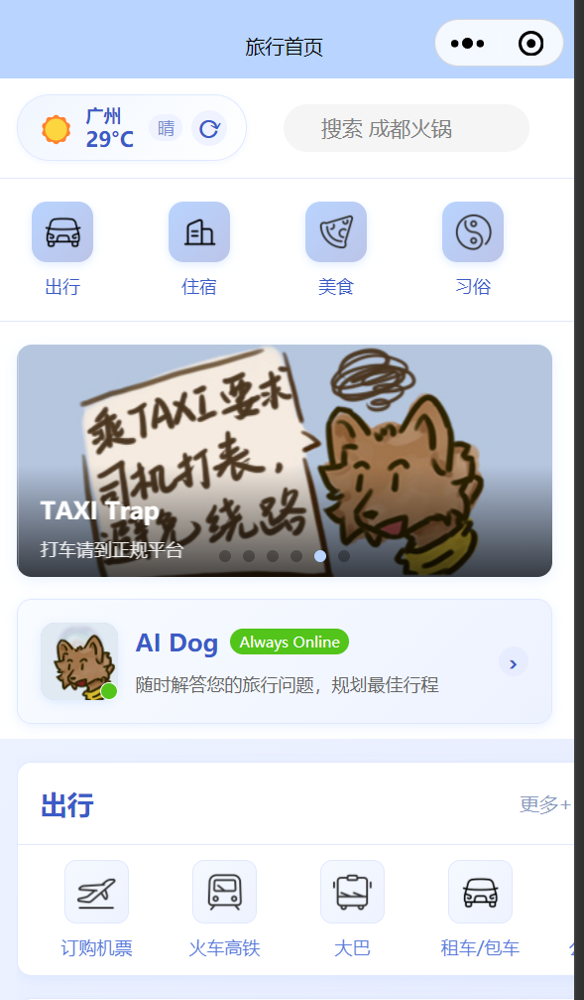 旅行首页
广州
29°C
晴
搜索 成都火锅
出行
住宿
美食
习俗
乘TAXI要求
司机打表，
避免绕路
TAXI Trap
打车请到正规平台
AI Dog
Always Online
随时解答您的旅行问题，规划最佳行程
出行
更多+
订购机票
火车高铁
大巴
租车/包车